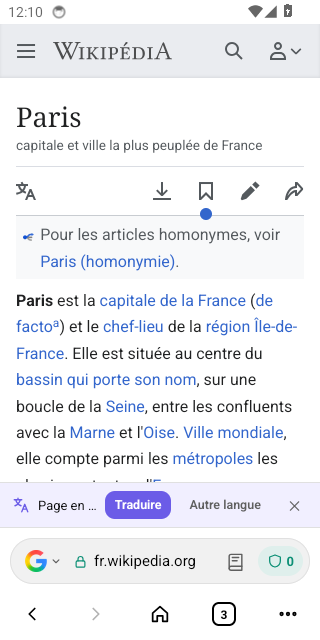 12:10
WIKIPÉDIA
Paris
capitale et ville la plus peuplée de France
Pour les articles homonymes, voir
Paris (homonymie).
Paris est la capitale de la France (de
factoᵃ) et le chef-lieu de la région Île-de-
France. Elle est située au centre du
bassin qui porte son nom, sur une
boucle de la Seine, entre les confluents
avec la Marne et l'Oise. Ville mondiale,
elle compte parmi les métropoles les
Page en ... Traduire Autre langue
fr.wikipedia.org 0
3